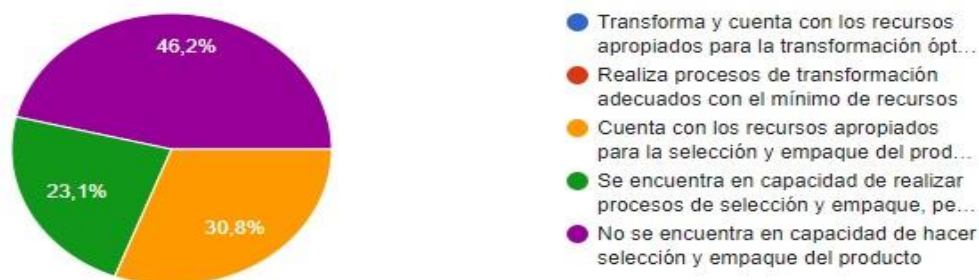 46,2%
23,1%
30,8%
Transforma y cuenta con los recursos
apropiados para la transformación ópt...
Realiza procesos de transformación
adecuados con el mínimo de recursos
Cuenta con los recursos apropiados
para la selección y empaque del prod...
Se encuentra en capacidad de realizar
procesos de selección y empaque, pe...
No se encuentra en capacidad de hacer
selección y empaque del producto